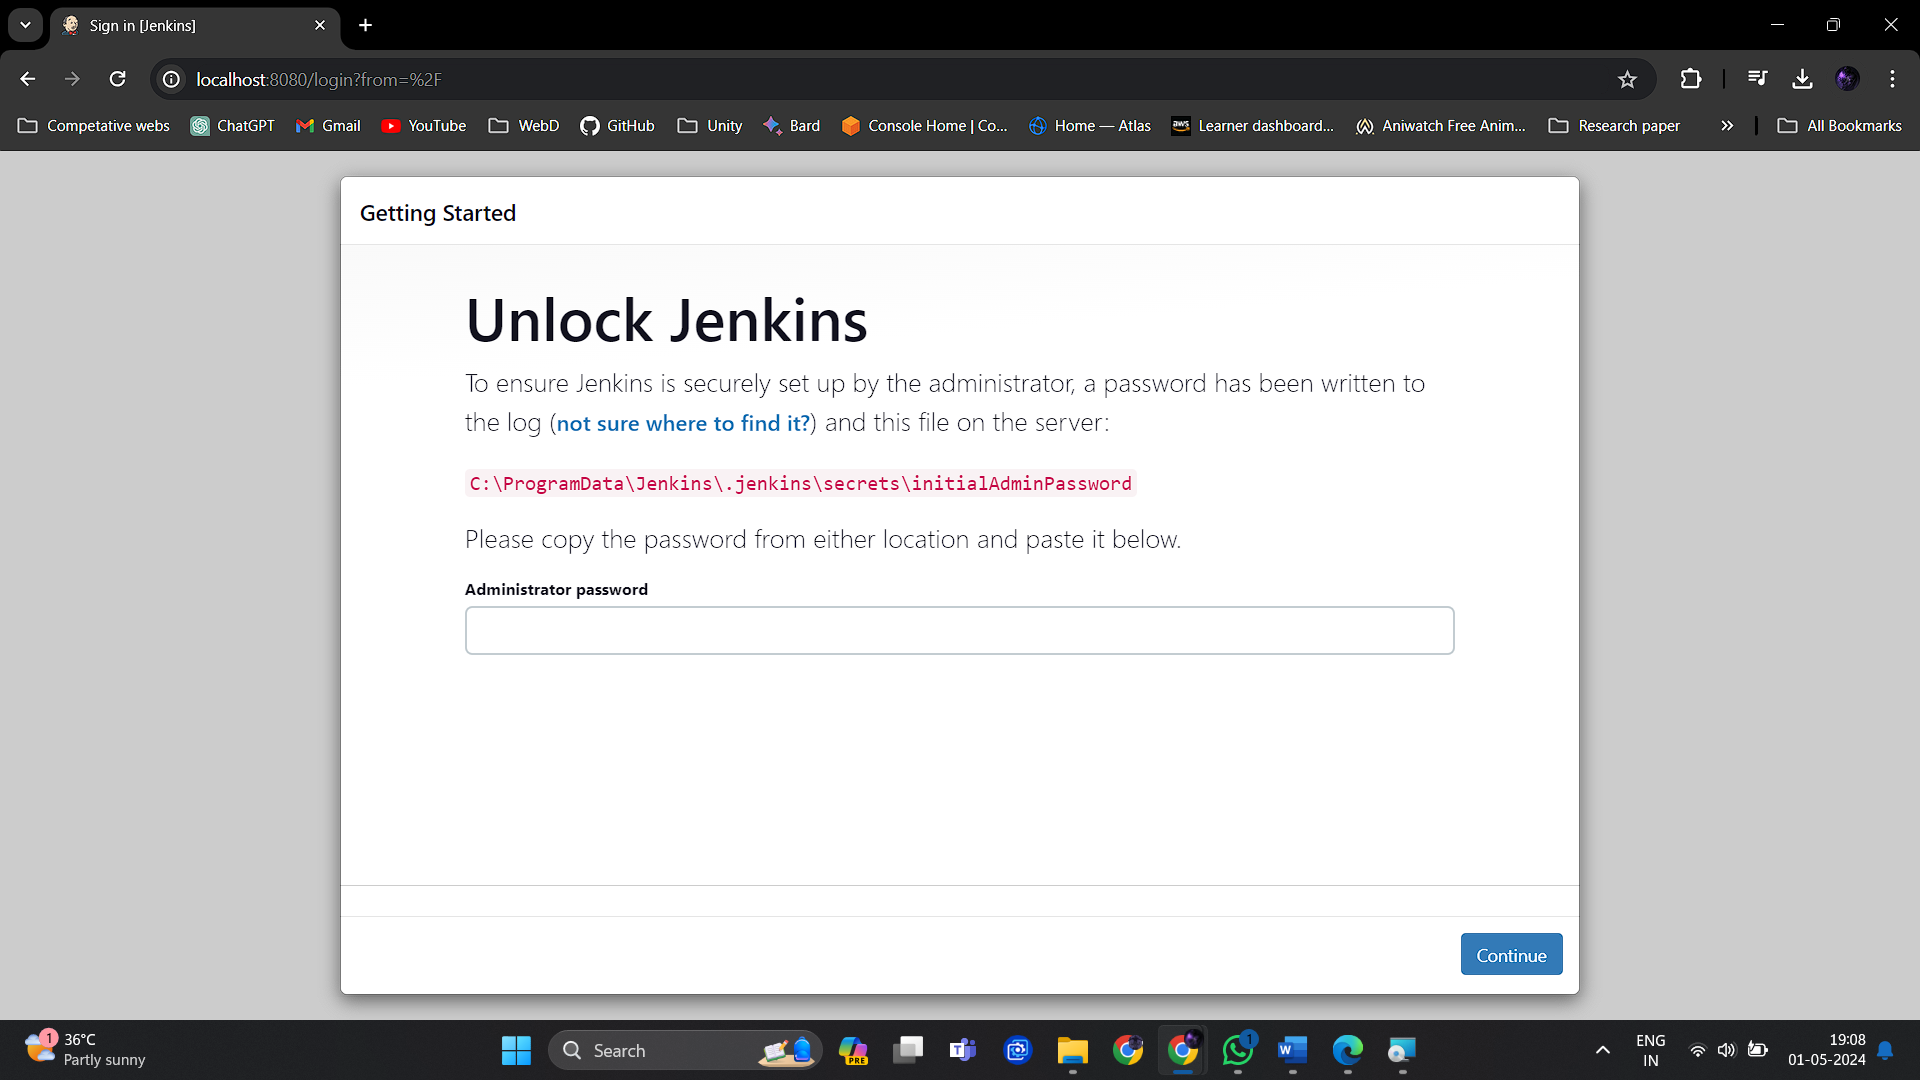 Sign in [Jenkins]
localhost:8080/login?from=%2F
Competative webs ChatGPT Gmail YouTube WebD GitHub Unity Bard Console Home | Co... Home — Atlas aws Learner dashboard... Aniwatch Free Anim... Research paper All Bookmarks
Getting Started
Unlock Jenkins
To ensure Jenkins is securely set up by the administrator, a password has been written to
the log (not sure where to find it?) and this file on the server:
C:\ProgramData\Jenkins\.jenkins\secrets\initialAdminPassword
Please copy the password from either location and paste it below.
Administrator password
Continue
1 36°C
Partly sunny
Search
PRE
T
1
W
ENG
IN
19:08
01-05-2024